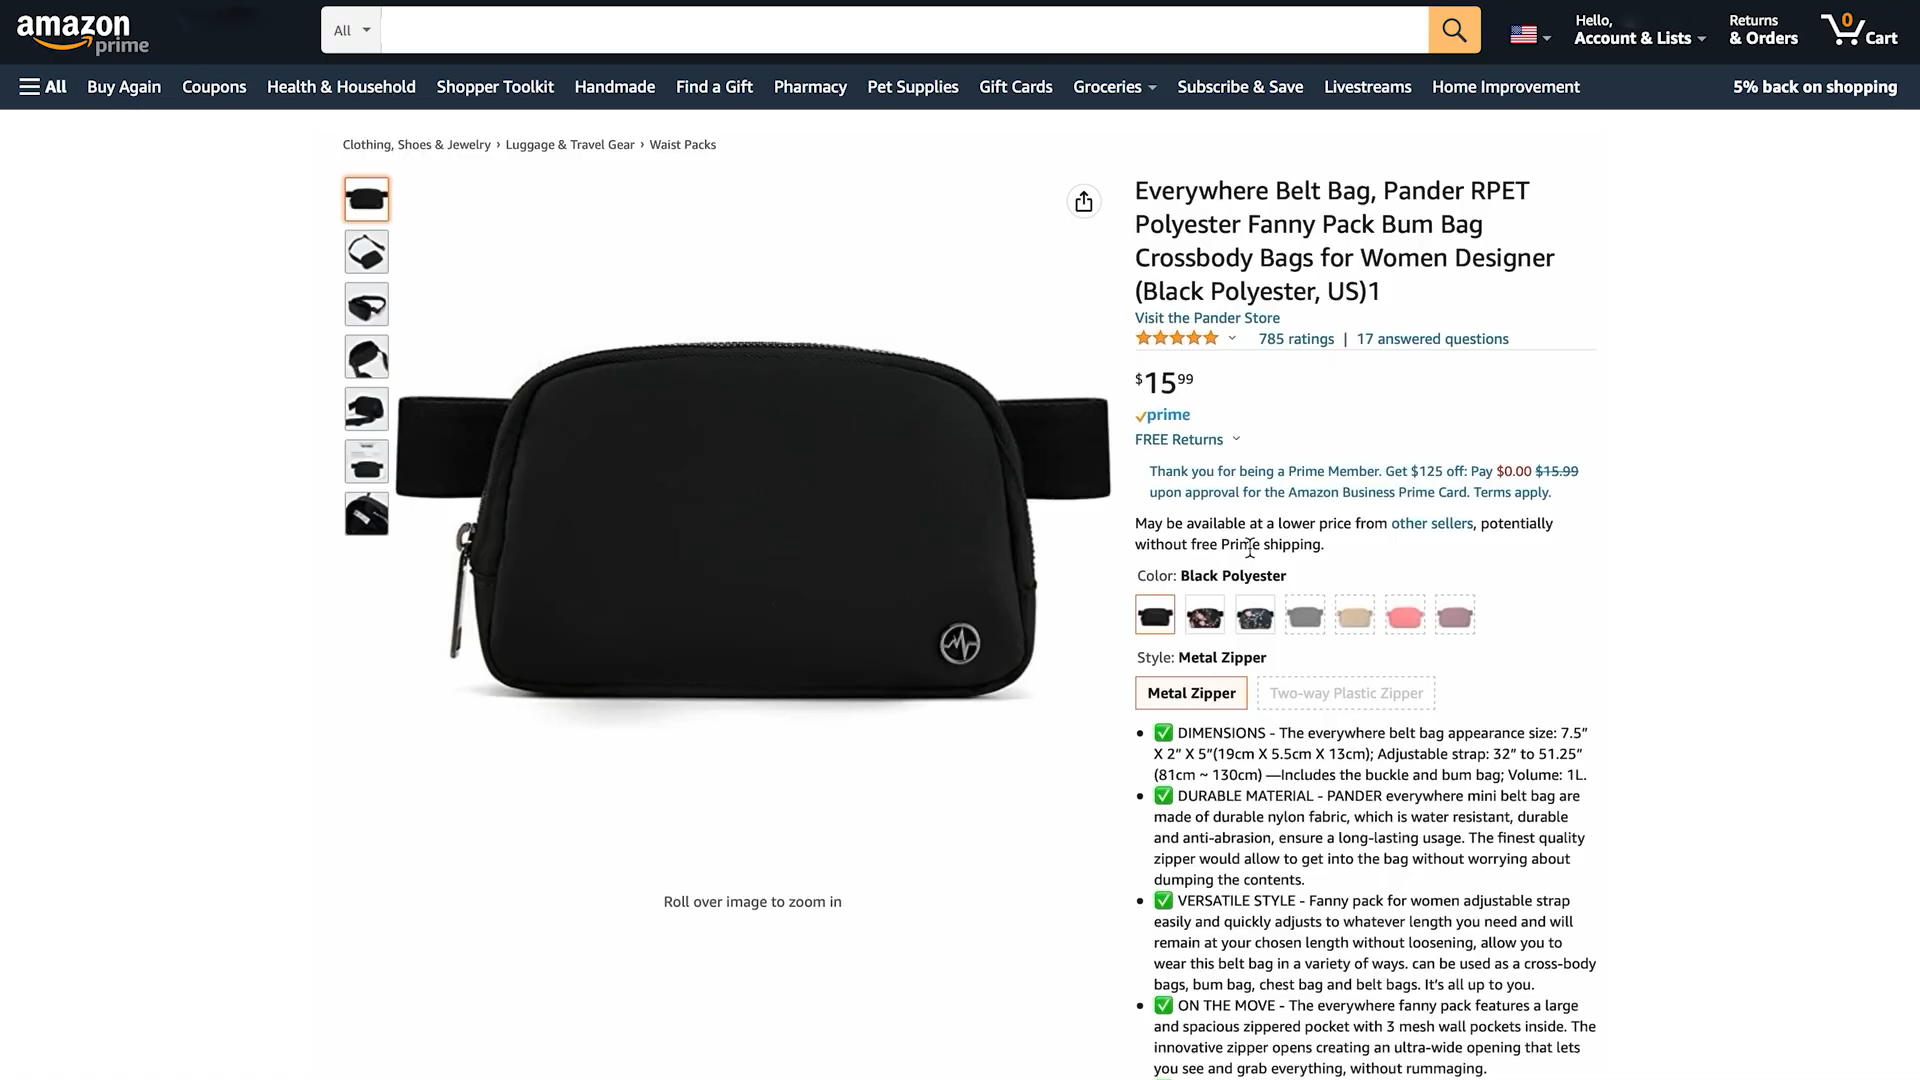 amazon
prime
All
Hello,
Account & Lists
Returns
& Orders
0
Cart
All
Buy Again
Coupons
Health & Household
Shopper Toolkit
Handmade
Find a Gift
Pharmacy
Pet Supplies
Gift Cards
Groceries
Subscribe & Save
Livestreams
Home Improvement
5% back on shopping
Clothing, Shoes & Jewelry › Luggage & Travel Gear › Waist Packs
Everywhere Belt Bag, Pander RPET
Polyester Fanny Pack Bum Bag
Crossbody Bags for Women Designer
(Black Polyester, US)1
Visit the Pander Store
785 ratings | 17 answered questions
$15 99
prime
FREE Returns
Thank you for being a Prime Member. Get $125 off: Pay $0.00 $15.99
upon approval for the Amazon Business Prime Card. Terms apply.
May be available at a lower price from other sellers, potentially
without free Prime shipping.
Color: Black Polyester
Style: Metal Zipper
Metal Zipper
Two-way Plastic Zipper
• ✅ DIMENSIONS - The everywhere belt bag appearance size: 7.5”
X 2” X 5”(19cm X 5.5cm X 13cm); Adjustable strap: 32” to 51.25”
(81cm ~ 130cm) —Includes the buckle and bum bag; Volume: 1L.
• ✅ DURABLE MATERIAL - PANDER everywhere mini belt bag are
made of durable nylon fabric, which is water resistant, durable
and anti-abrasion, ensure a long-lasting usage. The finest quality
zipper would allow to get into the bag without worrying about
dumping the contents.
• ✅ VERSATILE STYLE - Fanny pack for women adjustable strap
easily and quickly adjusts to whatever length you need and will
remain at your chosen length without loosening, allow you to
wear this belt bag in a variety of ways. can be used as a cross-body
bags, bum bag, chest bag and belt bags. It’s all up to you.
• ✅ ON THE MOVE - The everywhere fanny pack features a large
and spacious zippered pocket with 3 mesh wall pockets inside. The
innovative zipper opens creating an ultra-wide opening that lets
you see and grab everything, without rummaging.
Roll over image to zoom in